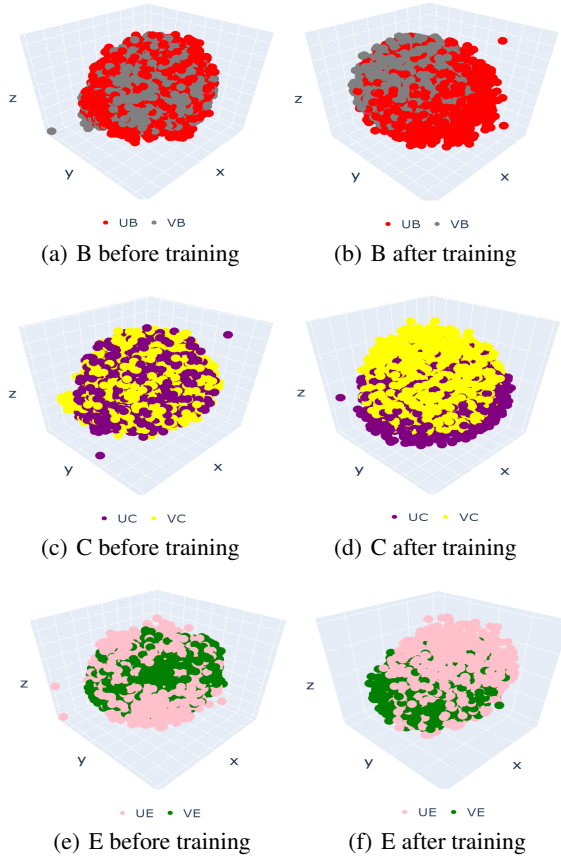 z
y
x
UB VB
(a) B before training
z
y
x
UB VB
(b) B after training
z
y
x
UC VC
(c) C before training
z
y
x
UC VC
(d) C after training
z
y
x
UE VE
(e) E before training
z
y
x
UE VE
(f) E after training